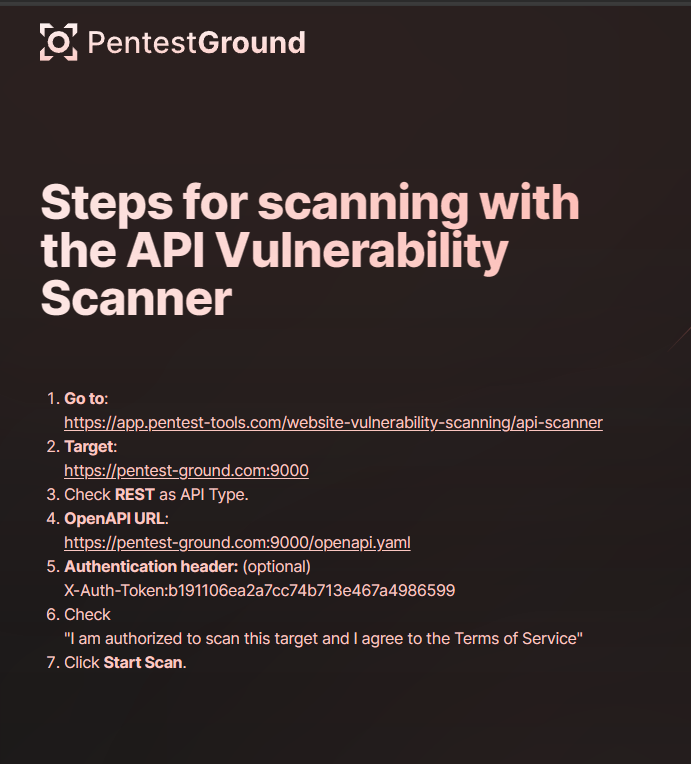 PentestGround
Steps for scanning with
the API Vulnerability
Scanner
1. Go to:
https://app.pentest-tools.com/website-vulnerability-scanning/api-scanner
2. Target:
https://pentest-ground.com:9000
3. Check REST as API Type.
4. OpenAPI URL:
https://pentest-ground.com:9000/openapi.yaml
5. Authentication header: (optional)
X-Auth-Token:b191106ea2a7cc74b713e467a4986599
6. Check
"I am authorized to scan this target and I agree to the Terms of Service"
7. Click Start Scan.